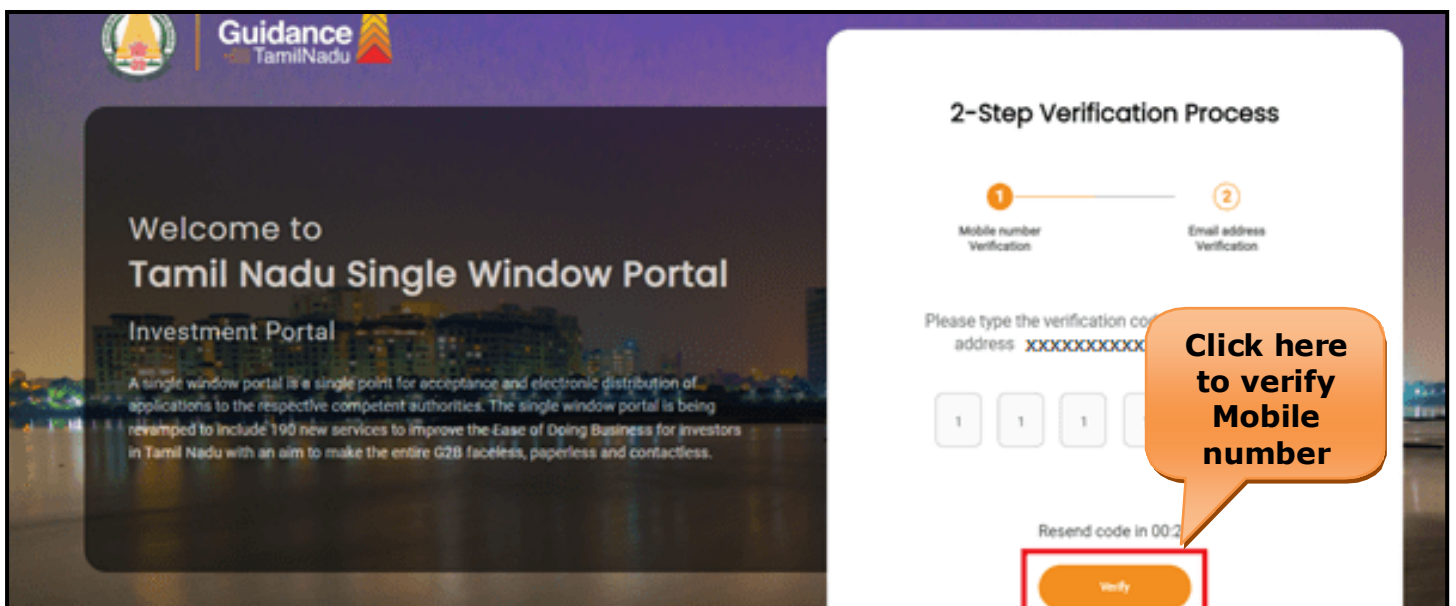 Guidance
TamilNadu
Welcome to
Tamil Nadu Single Window Portal
Investment Portal
A single window portal is a single point for acceptance and electronic distribution of
applications to the respective competent authorities. The single window portal is being
revamped to include 190 new services to improve the Ease of Doing Business for investors
in Tamil Nadu with an aim to make the entire G2B faceless, paperless and contactless.
2-Step Verification Process
1
2
Mobile number
Verification
Email address
Verification
Please type the verification
address xxxxxxxxxxx
1 1 1
Click here
to verify
Mobile
number
Resend code in 00:2
Verify